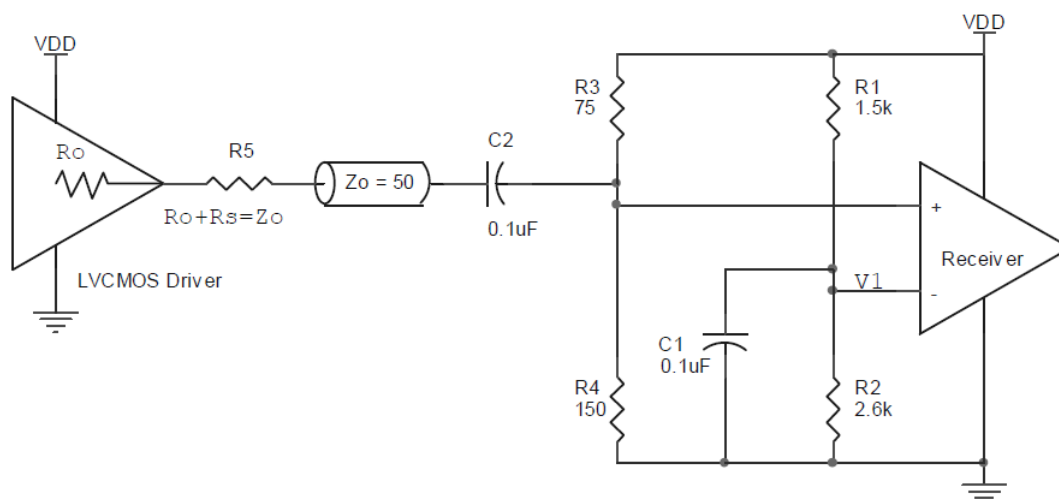 VDD
VDD
R3
75
R1
1.5k
C2
Ro
R5
Zo = 50
Ro+Rs=Zo
0.1uF
+
Receiver
LVCMOS Driver
V1
-
C1
0.1uF
R4
150
R2
2.6k